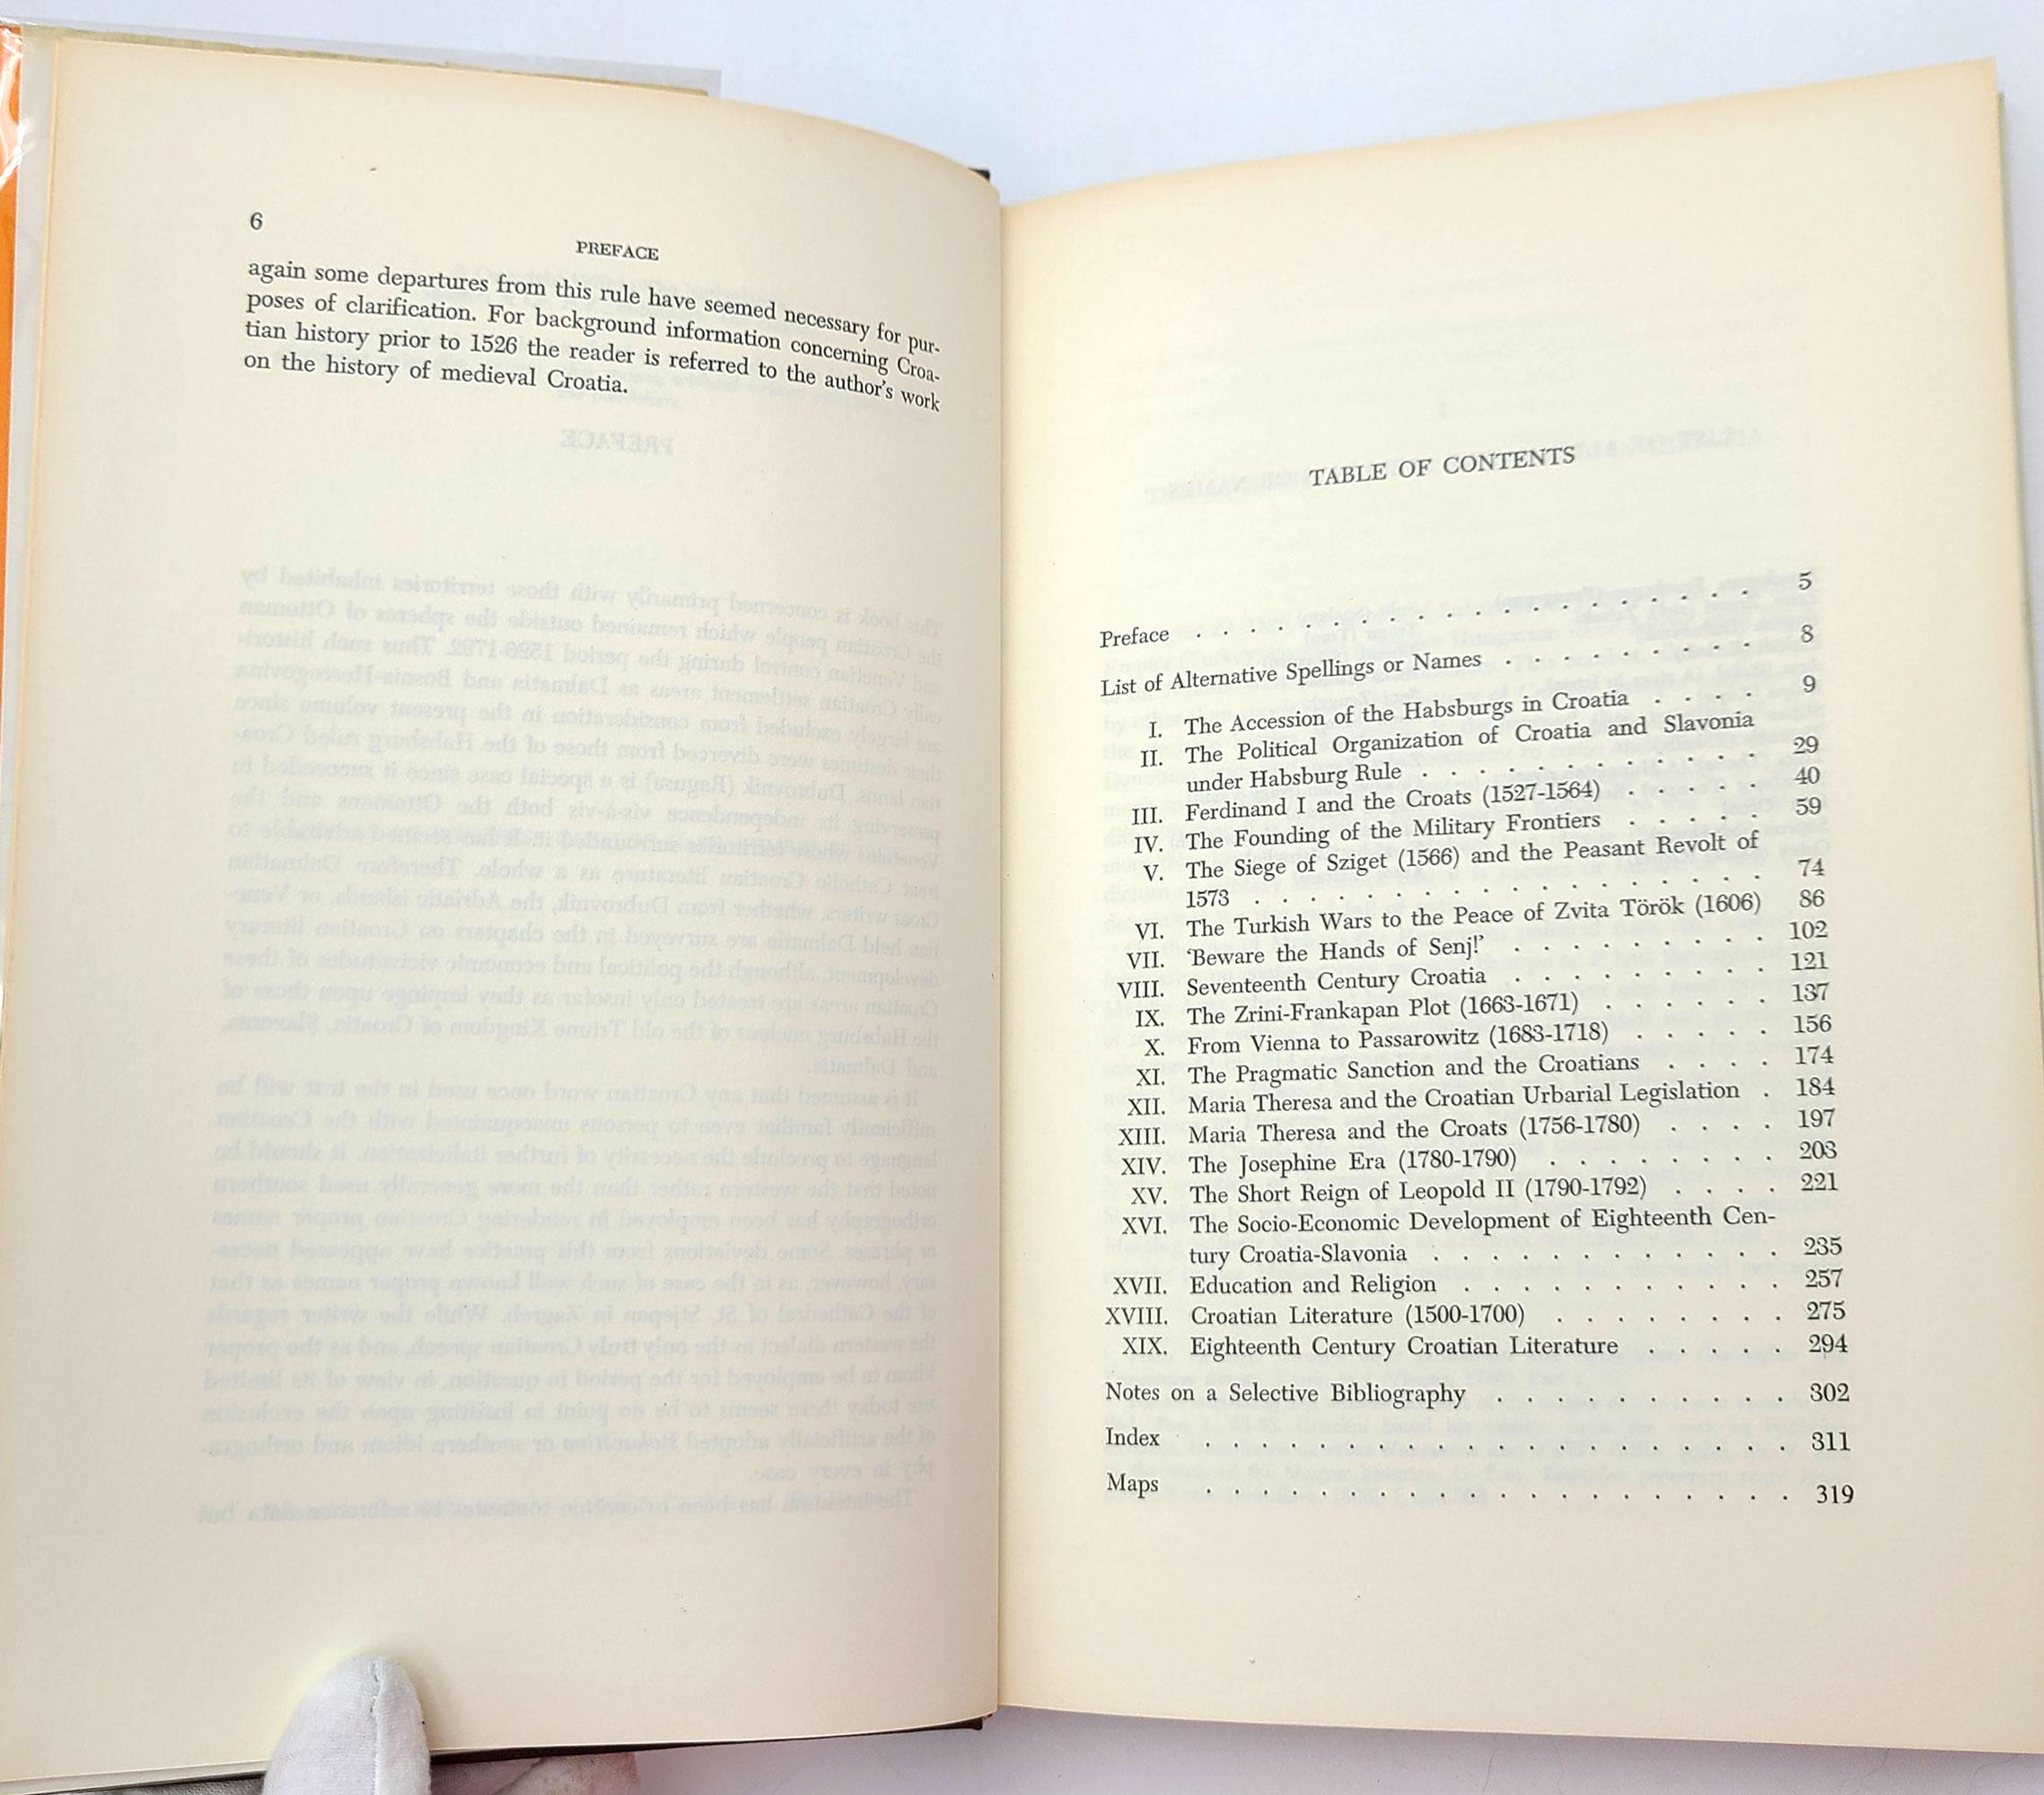 6
PREFACE
again some departures from this rule have seemed necessary for pur-
poses of clarification. For background information concerning Croa-
tian history prior to 1526 the reader is referred to the author's work
on the history of medieval Croatia.
TABLE OF CONTENTS
Preface . . . . . . . . . . . . . . . . . . . . . 5
List of Alternative Spellings or Names . . . . . . . . . . 8
I. The Accession of the Habsburgs in Croatia . . . . 9
II. The Political Organization of Croatia and Slavonia
under Habsburg Rule . . . . . . . . . . . . 29
III. Ferdinand I and the Croats (1527-1564) . . . . . 40
IV. The Founding of the Military Frontiers . . . . . 59
V. The Siege of Sziget (1566) and the Peasant Revolt of
1573 . . . . . . . . . . . . . . . . . . 74
VI. The Turkish Wars to the Peace of Zvita Török (1606) 86
VII. 'Beware the Hands of Senj!' . . . . . . . . . 102
VIII. Seventeenth Century Croatia . . . . . . . . . 121
IX. The Zrini-Frankapan Plot (1663-1671) . . . . . . 137
X. From Vienna to Passarowitz (1683-1718) . . . . . 156
XI. The Pragmatic Sanction and the Croatians . . . . 174
XII. Maria Theresa and the Croatian Urbarial Legislation . 184
XIII. Maria Theresa and the Croats (1756-1780) . . . . 197
XIV. The Josephine Era (1780-1790) . . . . . . . . 203
XV. The Short Reign of Leopold II (1790-1792) . . . . 221
XVI. The Socio-Economic Development of Eighteenth Cen-
tury Croatia-Slavonia . . . . . . . . . . . . 235
XVII. Education and Religion . . . . . . . . . . . 257
XVIII. Croatian Literature (1500-1700) . . . . . . . . 275
XIX. Eighteenth Century Croatian Literature . . . . . 294
Notes on a Selective Bibliography . . . . . . . . . . 302
Index . . . . . . . . . . . . . . . . . . . . . 311
Maps . . . . . . . . . . . . . . . . . . . . . 319